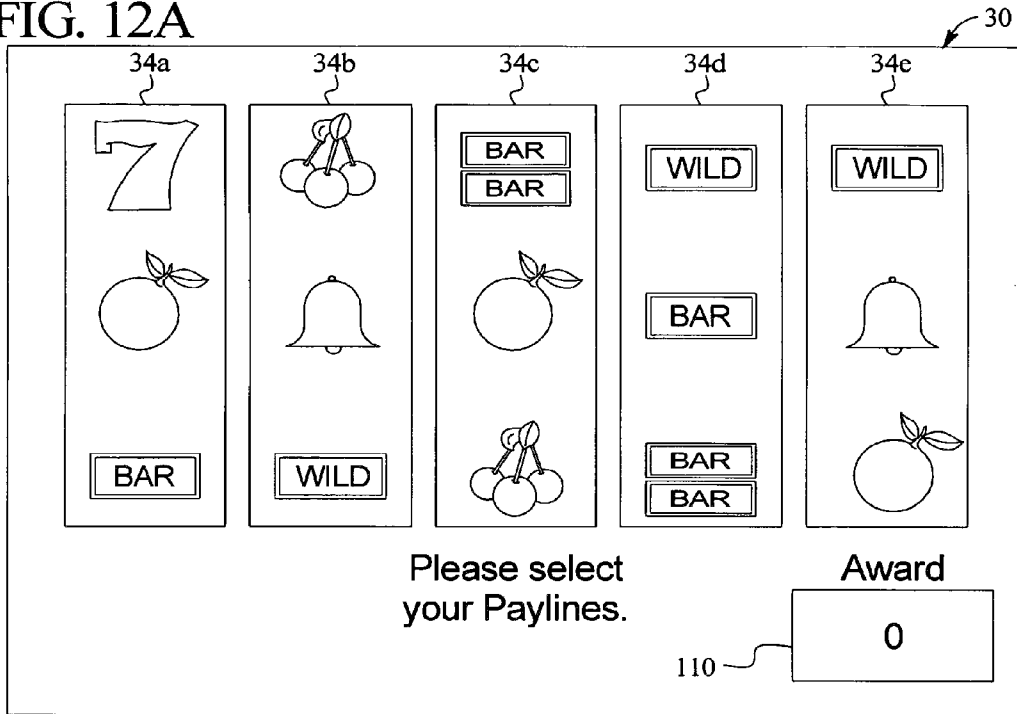 FIG. 12A
30
34a 34b 34c 34d 34e
BAR
BAR
WILD
WILD
BAR
BAR
WILD
BAR
BAR
Please select
your Paylines.
Award
0
110